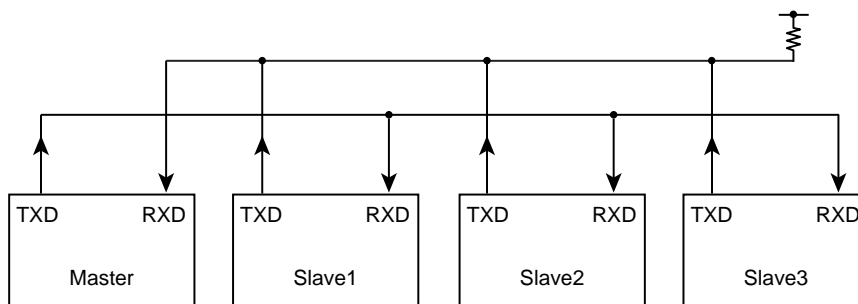 TXD RXD TXD RXD TXD RXD TXD RXD
Master Slave1 Slave2 Slave3